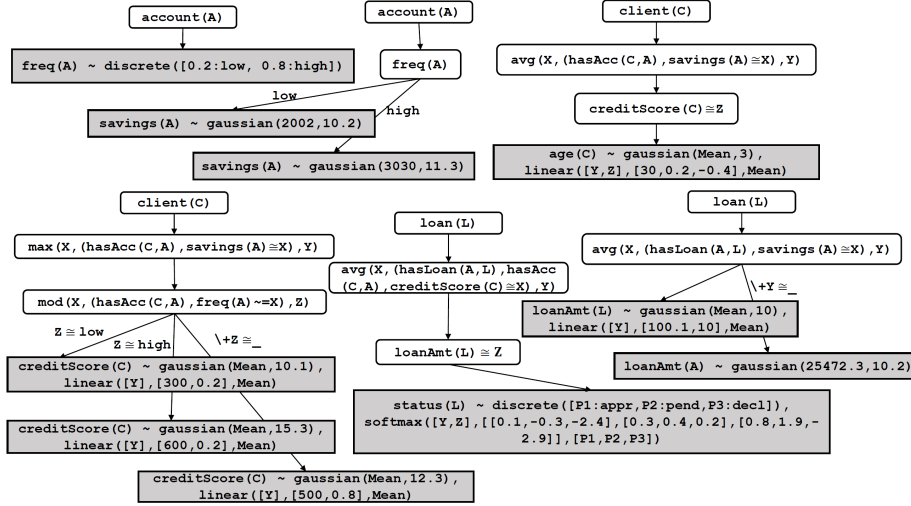 account(A)
freq(A) ~ discrete([0.2:low, 0.8:high])
account(A)
freq(A)
low
high
savings(A) ~ gaussian(2002,10.2)
savings(A) ~ gaussian(3030,11.3)
client(C)
avg(X,(hasAcc(C,A),savings(A)≅X),Y)
creditScore(C)≅Z
age(C) ~ gaussian(Mean,3),
linear([Y,Z],[30,0.2,-0.4],Mean)
client(C)
max(X,(hasAcc(C,A),savings(A)≅X),Y)
mod(X,(hasAcc(C,A),freq(A)~=X),Z)
Z≅low
Z≅high
\+Z≅_
creditScore(C) ~ gaussian(Mean,10.1),
linear([Y],[300,0.2],Mean)
creditScore(C) ~ gaussian(Mean,15.3),
linear([Y],[600,0.2],Mean)
creditScore(C) ~ gaussian(Mean,12.3),
linear([Y],[500,0.8],Mean)
loan(L)
avg(X,(hasLoan(A,L),hasAcc
(C,A),creditScore(C)≅X),Y)
loanAmt(L)≅Z
status(L) ~ discrete([P1:appr,P2:pend,P3:decl]),
softmax([Y,Z],[[0.1,-0.3,-2.4],[0.3,0.4,0.2],[0.8,1.9,-
2.9]],[P1,P2,P3])
loan(L)
avg(X,(hasLoan(A,L),savings(A)≅X),Y)
\+Y≅_
loanAmt(L) ~ gaussian(Mean,10),
linear([Y],[100.1,10],Mean)
loanAmt(A) ~ gaussian(25472.3,10.2)